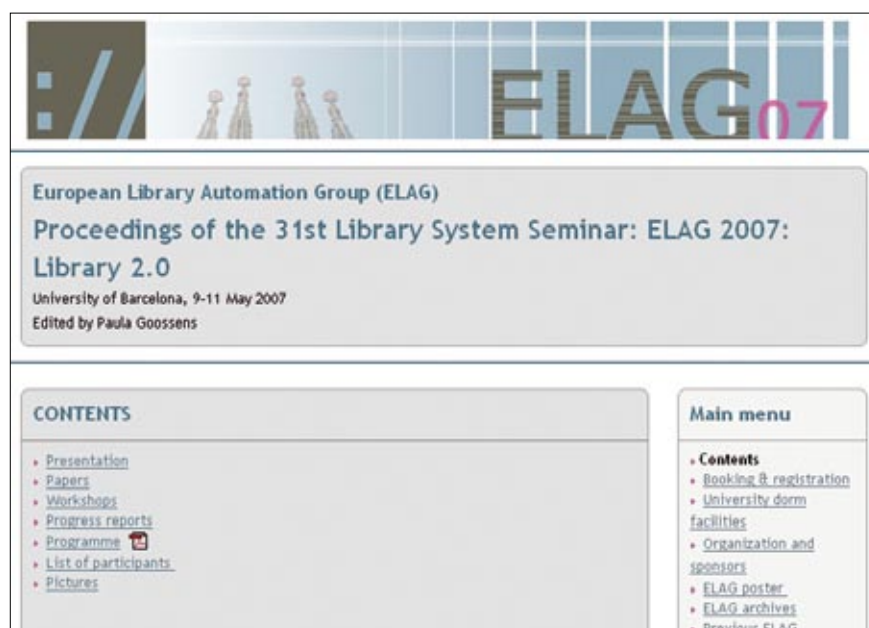 :// ELAG07
European Library Automation Group (ELAG)
Proceedings of the 31st Library System Seminar: ELAG 2007:
Library 2.0
University of Barcelona, 9-11 May 2007
Edited by Paula Goossens
CONTENTS
Presentation
Papers
Workshops
Progress reports
Programme
List of participants
Pictures
Main menu
Contents
Booking & registration
University dorm
facilities
Organization and
sponsors
ELAG poster
ELAG archives
Previous ELAG